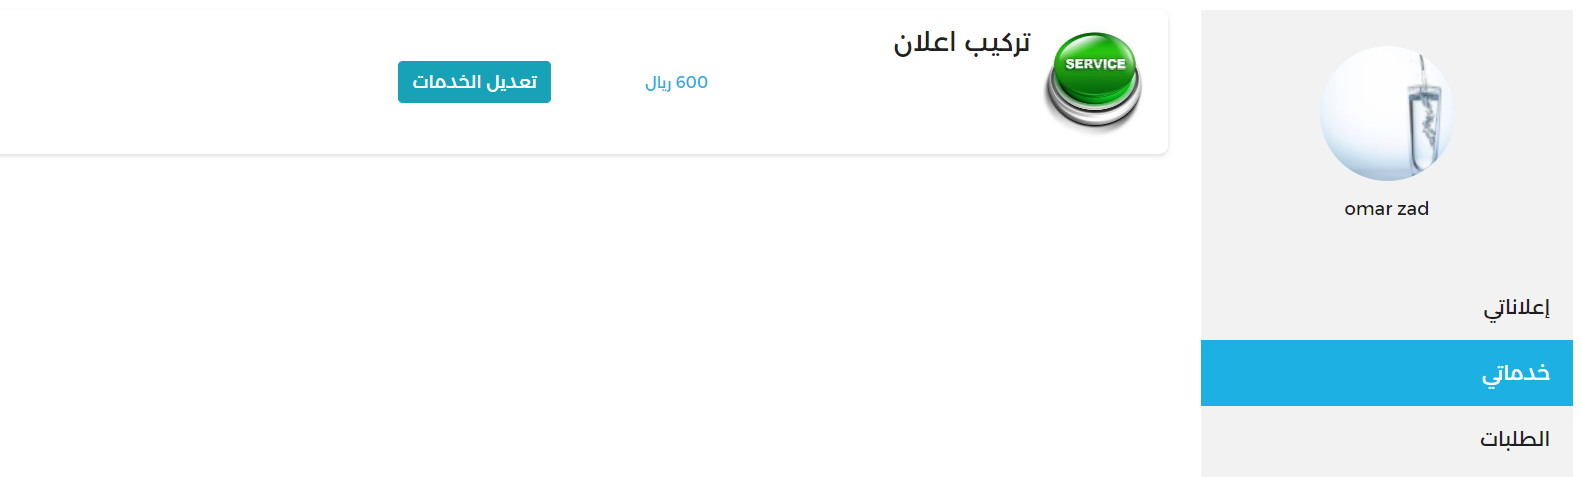 تركيب اعلان
SERVICE
600 ريال
تعديل الخدمات
omar zad
إعلاناتي
خدماتي
الطلبات